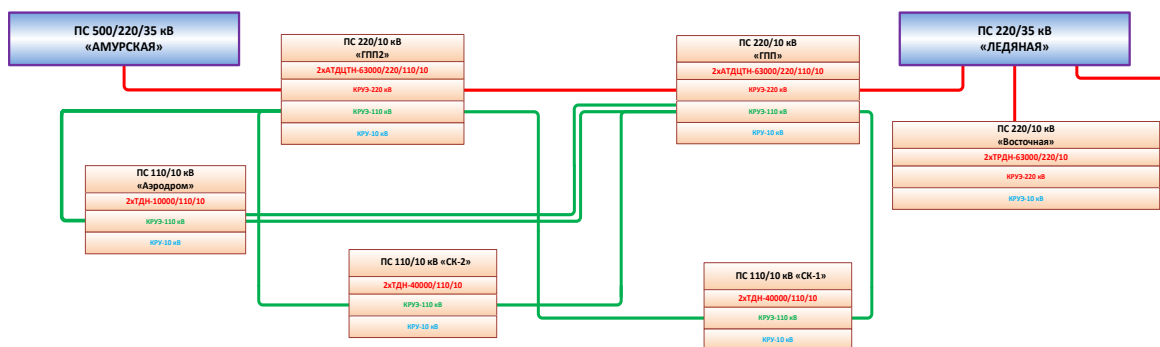 ПС 500/220/35 кВ
«АМУРСКАЯ»
ПС 220/10 кВ
«ГПП2»
2хАТДЦТН-63000/220/110/10
КРУЭ-220 кВ
КРУЭ-110 кВ
КРУ-10 кВ
ПС 220/10 кВ
«ГПП»
2хАТДЦТН-63000/220/110/10
КРУЭ-220 кВ
КРУЭ-110 кВ
КРУ-10 кВ
ПС 220/35 кВ
«ЛЕДЯНАЯ»
ПС 220/10 кВ
«Восточная»
2хТРДН-63000/220/10
КРУЭ-220 кВ
КРУЭ-10 кВ
ПС 110/10 кВ
«Аэродром»
2хТДН-10000/110/10
КРУЭ-110 кВ
КРУ-10 кВ
ПС 110/10 кВ «СК-2»
2хТДН-40000/110/10
КРУЭ-110 кВ
КРУ-10 кВ
ПС 110/10 кВ «СК-1»
2хТДН-40000/110/10
КРУЭ-110 кВ
КРУ-10 кВ